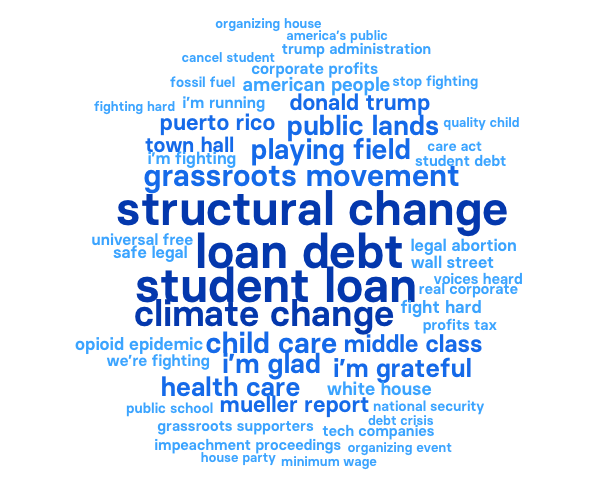 organizing house
america's public
trump administration
cancel student
corporate profits
fossil fuel american people stop fighting
fighting hard i'm running donald trump
puerto rico public lands quality child
town hall playing field care act
i'm fighting student debt
grassroots movement
structural change
universal free loan debt legal abortion
safe legal wall street
student loan voices heard
real corporate
climate change fight hard
profits tax
opioid epidemic child care middle class
we're fighting i'm glad i'm grateful
health care white house
public school mueller report national security
debt crisis
grassroots supporters tech companies
impeachment proceedings organizing event
house party minimum wage